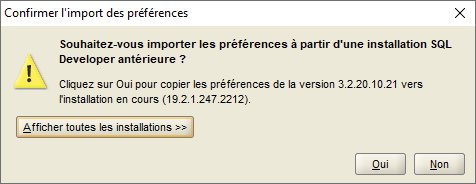 Confirmer l'import des préférences
Souhaitez-vous importer les préférences à partir d'une installation SQL
Developer antérieure ?
Cliquez sur Oui pour copier les préférences de la version 3.2.20.10.21 vers
l'installation en cours (19.2.1.247.2212).
Afficher toutes les installations >>
Oui
Non